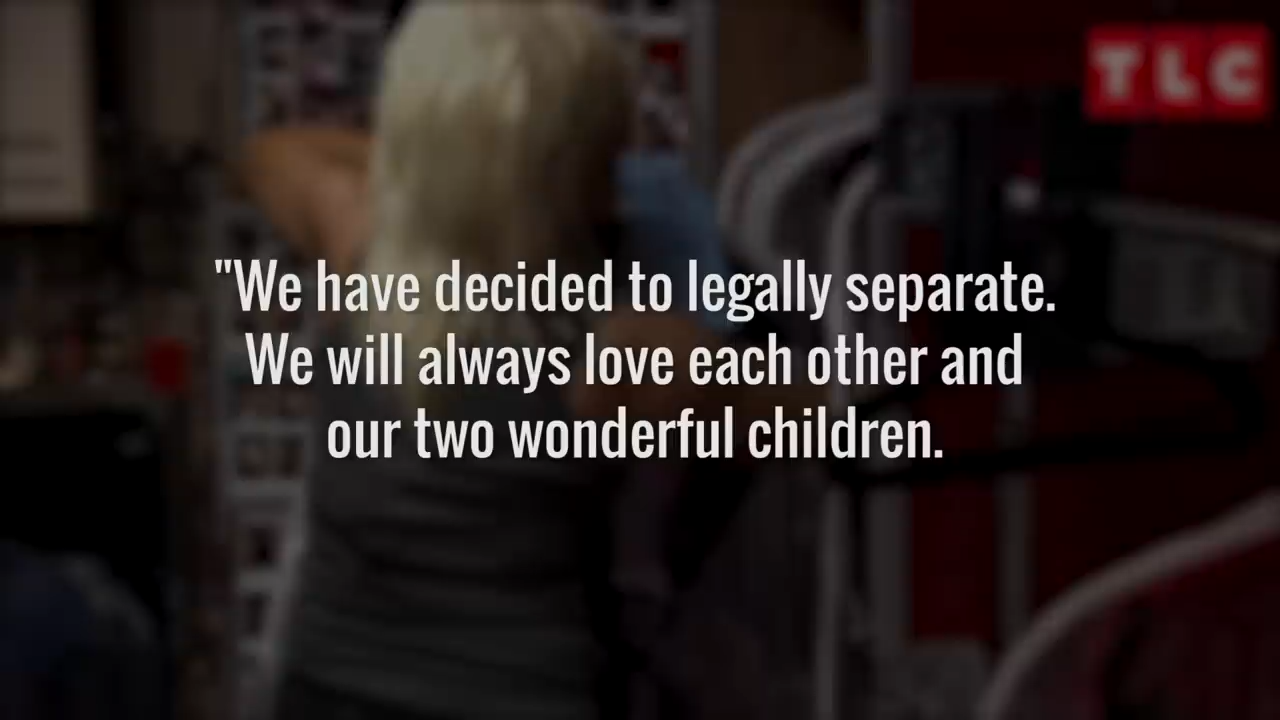 TLC
"We have decided to legally separate.
We will always love each other and
our two wonderful children.